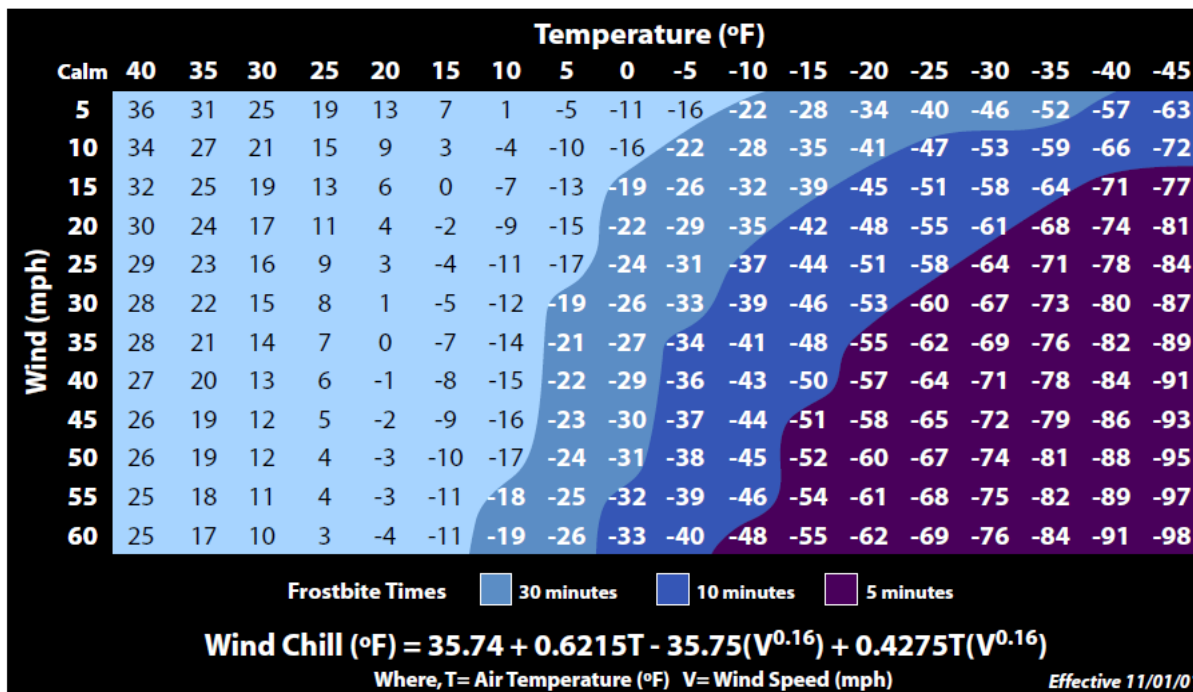 Temperature (ºF)
Calm 40 35 30 25 20 15 10 5 0 -5 -10 -15 -20 -25 -30 -35 -40 -45
5 36 31 25 19 13 7 1 -5 -11 -16 -22 -28 -34 -40 -46 -52 -57 -63
10 34 27 21 15 9 3 -4 -10 -16 -22 -28 -35 -41 -47 -53 -59 -66 -72
15 32 25 19 13 6 0 -7 -13 -19 -26 -32 -39 -45 -51 -58 -64 -71 -77
20 30 24 17 11 4 -2 -9 -15 -22 -29 -35 -42 -48 -55 -61 -68 -74 -81
25 29 23 16 9 3 -4 -11 -17 -24 -31 -37 -44 -51 -58 -64 -71 -78 -84
Wind (mph)
30 28 22 15 8 1 -5 -12 -19 -26 -33 -39 -46 -53 -60 -67 -73 -80 -87
35 28 21 14 7 0 -7 -14 -21 -27 -34 -41 -48 -55 -62 -69 -76 -82 -89
40 27 20 13 6 -1 -8 -15 -22 -29 -36 -43 -50 -57 -64 -71 -78 -84 -91
45 26 19 12 5 -2 -9 -16 -23 -30 -37 -44 -51 -58 -65 -72 -79 -86 -93
50 26 19 12 4 -3 -10 -17 -24 -31 -38 -45 -52 -60 -67 -74 -81 -88 -95
55 25 18 11 4 -3 -11 -18 -25 -32 -39 -46 -54 -61 -68 -75 -82 -89 -97
60 25 17 10 3 -4 -11 -19 -26 -33 -40 -48 -55 -62 -69 -76 -84 -91 -98
Frostbite Times 30 minutes 10 minutes 5 minutes
Wind Chill (ºF) = 35.74 + 0.6215T - 35.75(V^0.16) + 0.4275T(V^0.16)
Where, T= Air Temperature (ºF) V= Wind Speed (mph) Effective 11/01/0